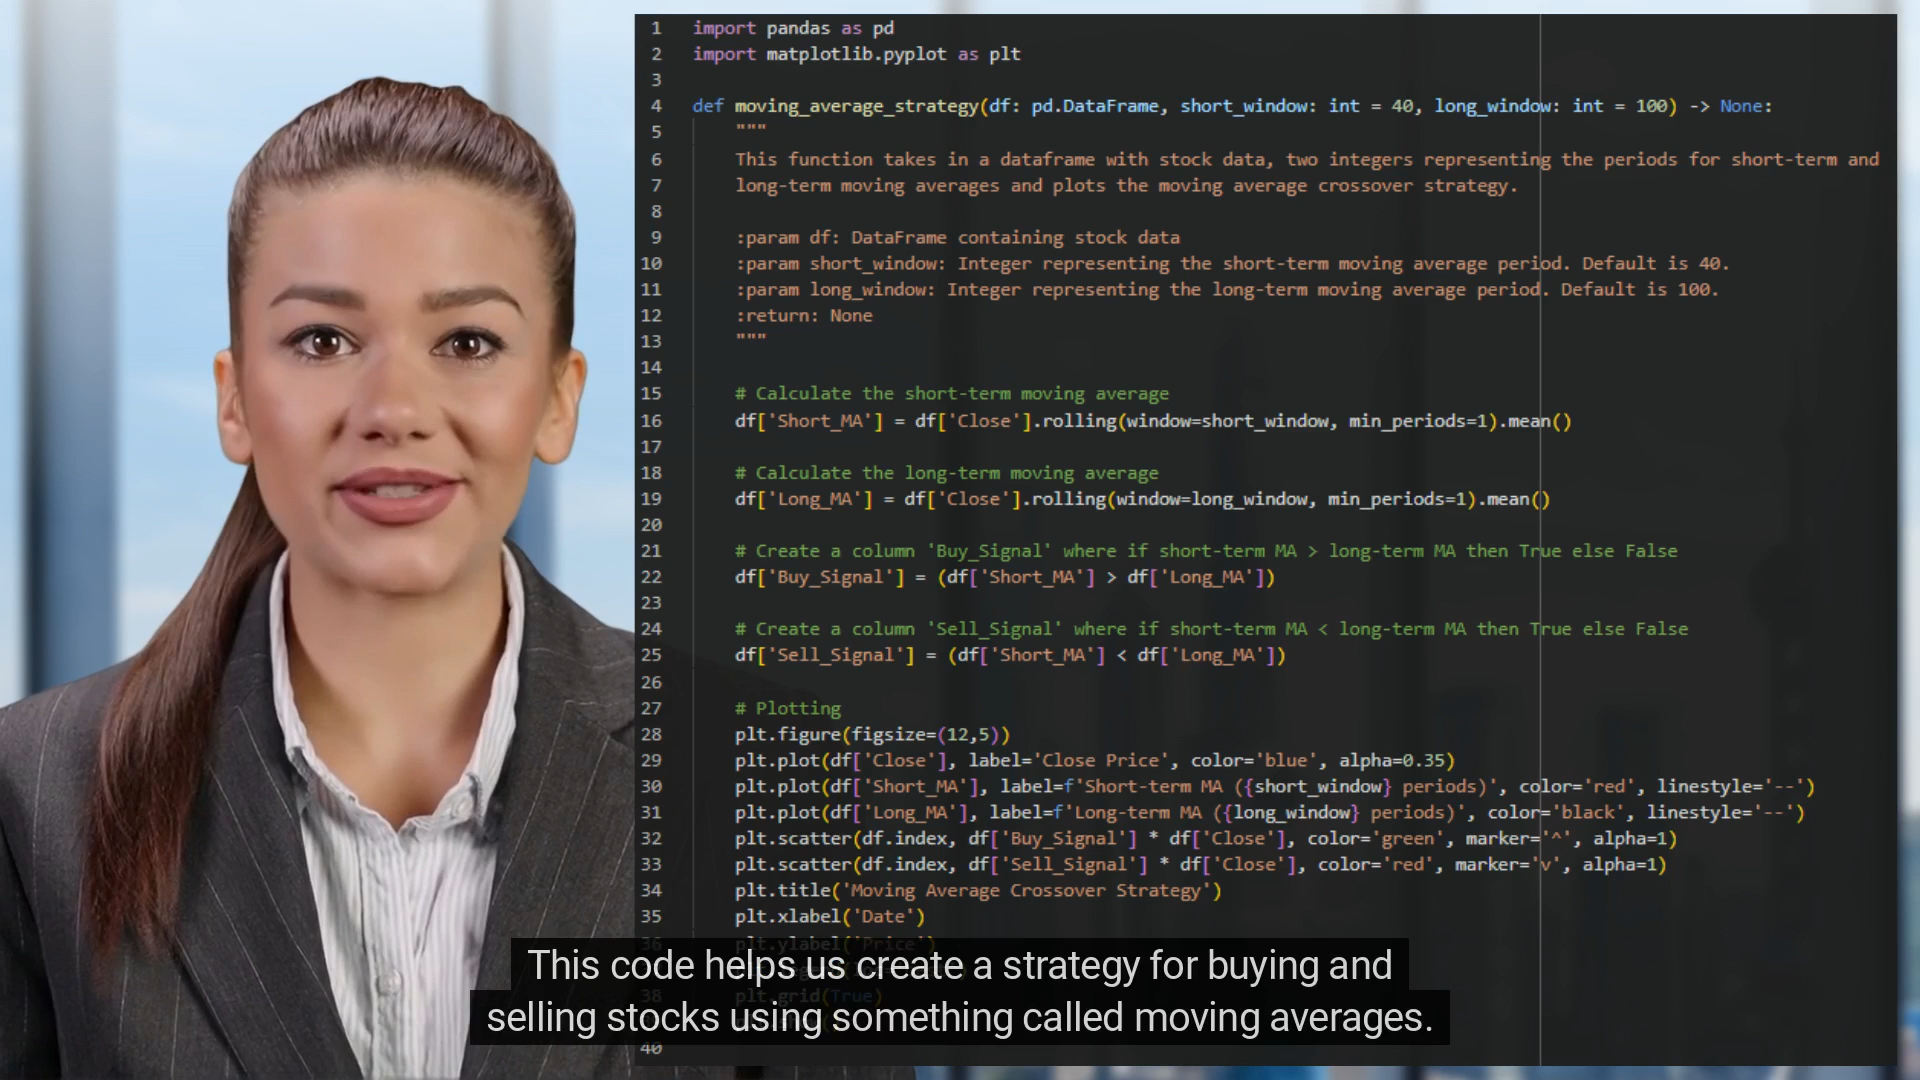 1 import pandas as pd
2 import matplotlib.pyplot as plt
3
4 def moving_average_strategy(df: pd.DataFrame, short_window: int = 40, long_window: int = 100) -> None:
5 """
6 This function takes in a dataframe with stock data, two integers representing the periods for short-term and
7 long-term moving averages and plots the moving average crossover strategy.
8
9 :param df: DataFrame containing stock data
10 :param short_window: Integer representing the short-term moving average period. Default is 40.
11 :param long_window: Integer representing the long-term moving average period. Default is 100.
12 :return: None
13 """
14
15 # Calculate the short-term moving average
16 df['Short_MA'] = df['Close'].rolling(window=short_window, min_periods=1).mean()
17
18 # Calculate the long-term moving average
19 df['Long_MA'] = df['Close'].rolling(window=long_window, min_periods=1).mean()
20
21 # Create a column 'Buy_Signal' where if short-term MA > long-term MA then True else False
22 df['Buy_Signal'] = (df['Short_MA'] > df['Long_MA'])
23
24 # Create a column 'Sell_Signal' where if short-term MA < long-term MA then True else False
25 df['Sell_Signal'] = (df['Short_MA'] < df['Long_MA'])
26
27 # Plotting
28 plt.figure(figsize=(12,5))
29 plt.plot(df['Close'], label='Close Price', color='blue', alpha=0.35)
30 plt.plot(df['Short_MA'], label=f'Short-term MA ({short_window} periods)', color='red', linestyle='--')
31 plt.plot(df['Long_MA'], label=f'Long-term MA ({long_window} periods)', color='black', linestyle='--')
32 plt.scatter(df.index, df['Buy_Signal'] * df['Close'], color='green', marker='^', alpha=1)
33 plt.scatter(df.index, df['Sell_Signal'] * df['Close'], color='red', marker='v', alpha=1)
34 plt.title('Moving Average Crossover Strategy')
35 plt.xlabel('Date')
36 plt.ylabel('Price')
38 plt.grid(True)
40
This code helps us create a strategy for buying and
selling stocks using something called moving averages.